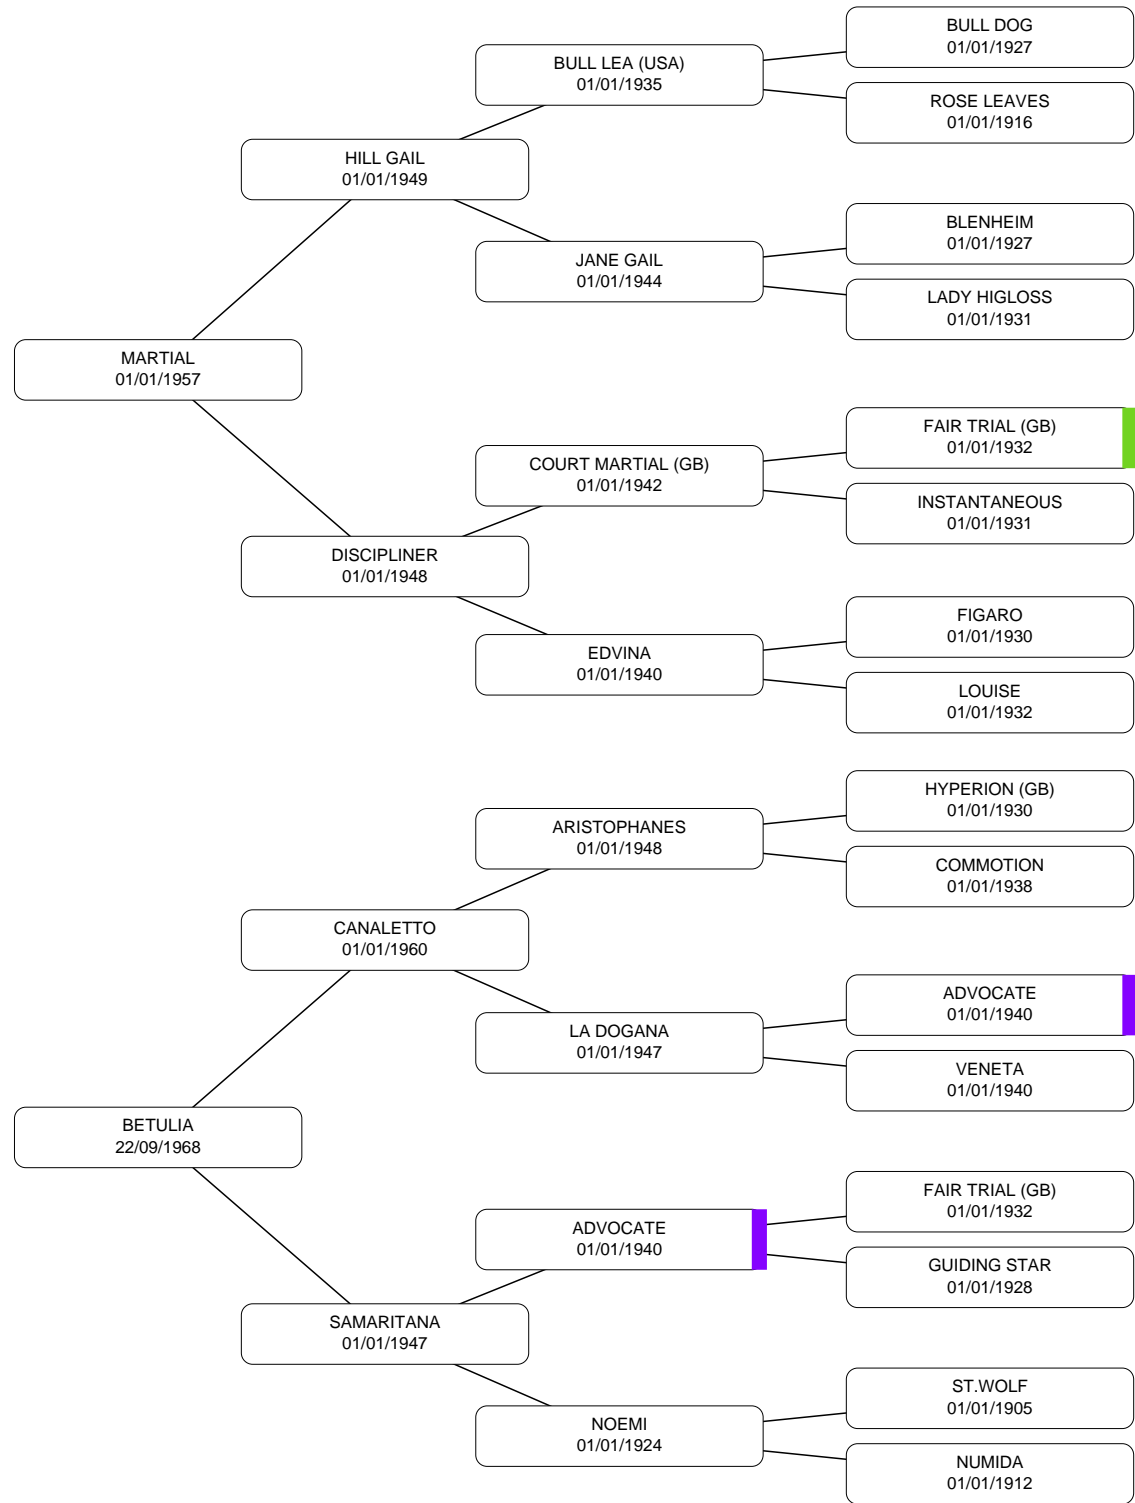 BULL DOG
01/01/1927
BULL LEA (USA)
01/01/1935
ROSE LEAVES
01/01/1916
HILL GAIL
01/01/1949
BLENHEIM
01/01/1927
JANE GAIL
01/01/1944
LADY HIGLOSS
01/01/1931
MARTIAL
01/01/1957
FAIR TRIAL (GB)
01/01/1932
COURT MARTIAL (GB)
01/01/1942
INSTANTANEOUS
01/01/1931
DISCIPLINER
01/01/1948
FIGARO
01/01/1930
EDVINA
01/01/1940
LOUISE
01/01/1932
HYPERION (GB)
01/01/1930
ARISTOPHANES
01/01/1948
COMMOTION
01/01/1938
CANALETTO
01/01/1960
ADVOCATE
01/01/1940
LA DOGANA
01/01/1947
VENETA
01/01/1940
BETULIA
22/09/1968
FAIR TRIAL (GB)
01/01/1932
ADVOCATE
01/01/1940
GUIDING STAR
01/01/1928
SAMARITANA
01/01/1947
ST.WOLF
01/01/1905
NOEMI
01/01/1924
NUMIDA
01/01/1912